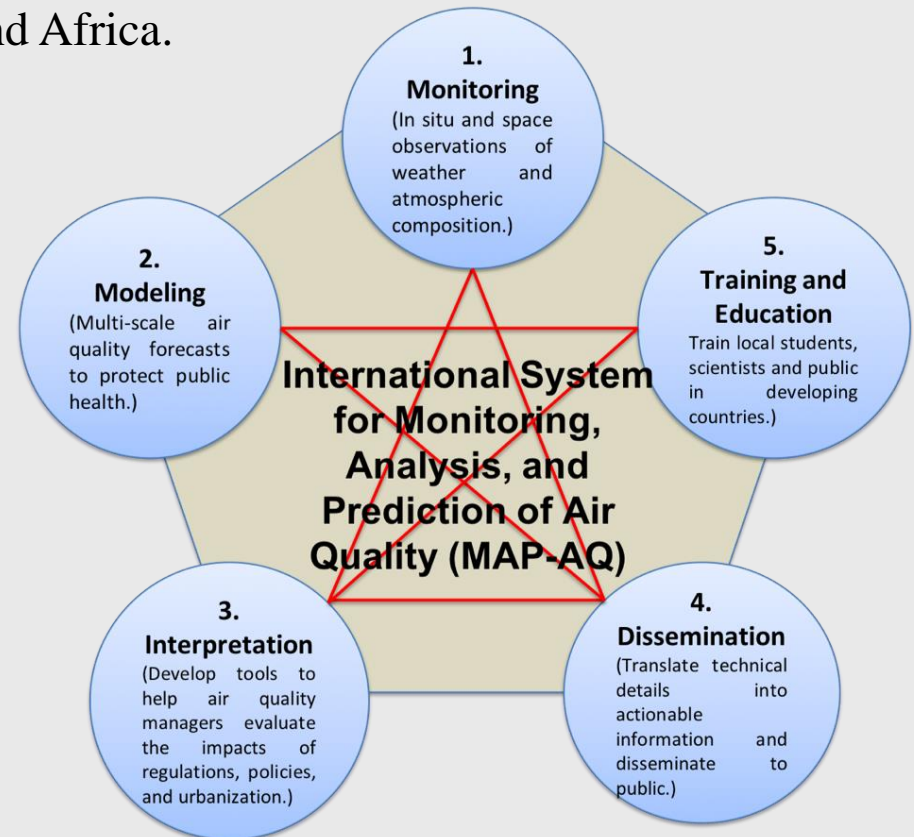 nd Africa.
1.
Monitoring
(In situ and space
observations of
weather and
atmospheric
composition.)
2.
Modeling
(Multi-scale air
quality forecasts
to protect public
health.)
5.
Training and
Education
Train local students,
scientists and public
in developing
countries.)
International System
for Monitoring,
Analysis, and
Prediction of Air
Quality (MAP-AQ)
3.
Interpretation
(Develop tools to
help air quality
managers evaluate
the impacts of
regulations, policies,
and urbanization.)
4.
Dissemination
(Translate technical
details into
actionable
information and
disseminate to
public.)